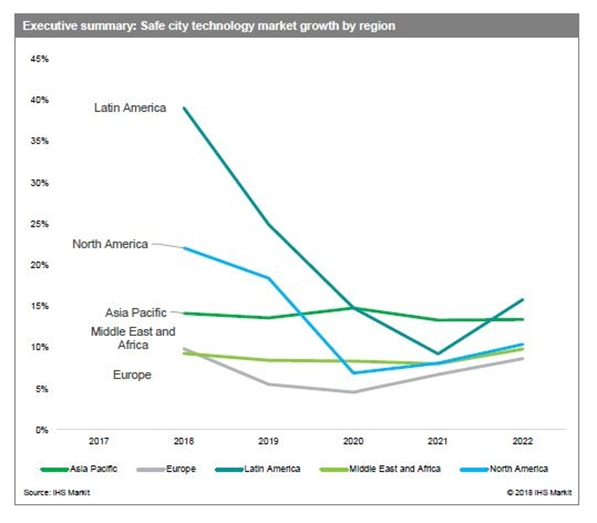 Executive summary: Safe city technology market growth by region
45%
40%
35%
30%
25%
20%
15%
10%
5%
0%
Latin America
North America
Asia Pacific
Middle East and
Africa
Europe
2017 2018 2019 2020 2021 2022
Asia Pacific Europe Latin America Middle East and Africa North America
Source: IHS Markit © 2018 IHS Markit